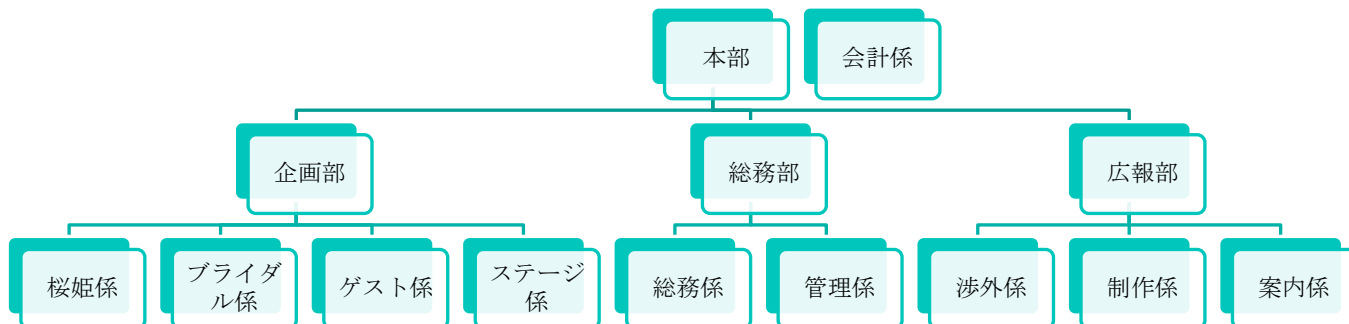 本部
会計係
企画部
総務部
広報部
桜姫係
ブライダ
ル係
ゲスト係
ステージ
係
総務係
管理係
渉外係
制作係
案内係